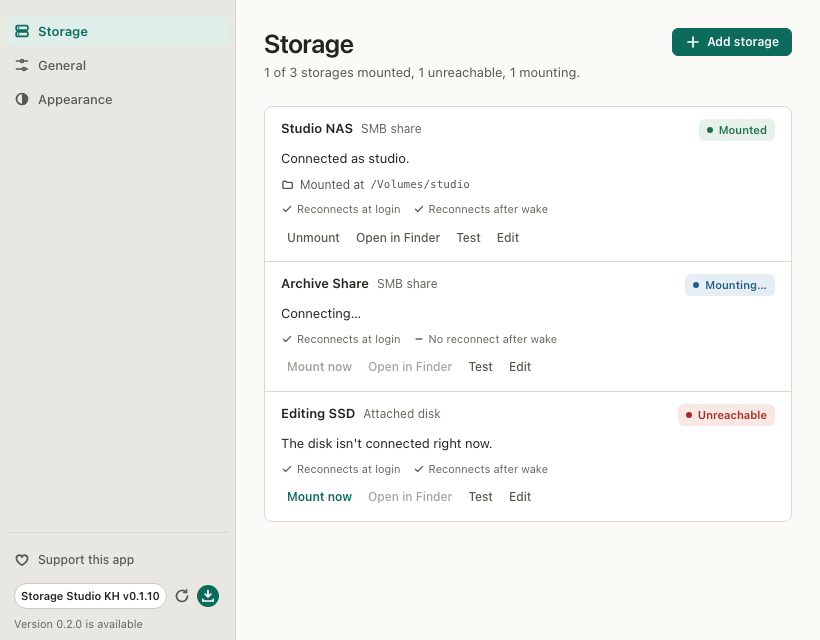 Storage
General
Appearance
Support this app
Storage Studio KH v0.1.10
Version 0.2.0 is available
Storage
Add storage
1 of 3 storages mounted, 1 unreachable, 1 mounting.
Studio NAS SMB share
Mounted
Connected as studio.
Mounted at /Volumes/studio
Reconnects at login Reconnects after wake
Unmount Open in Finder Test Edit
Archive Share SMB share
Mounting...
Connecting...
Reconnects at login No reconnect after wake
Mount now Open in Finder Test Edit
Editing SSD Attached disk
Unreachable
The disk isn't connected right now.
Reconnects at login Reconnects after wake
Mount now Open in Finder Test Edit